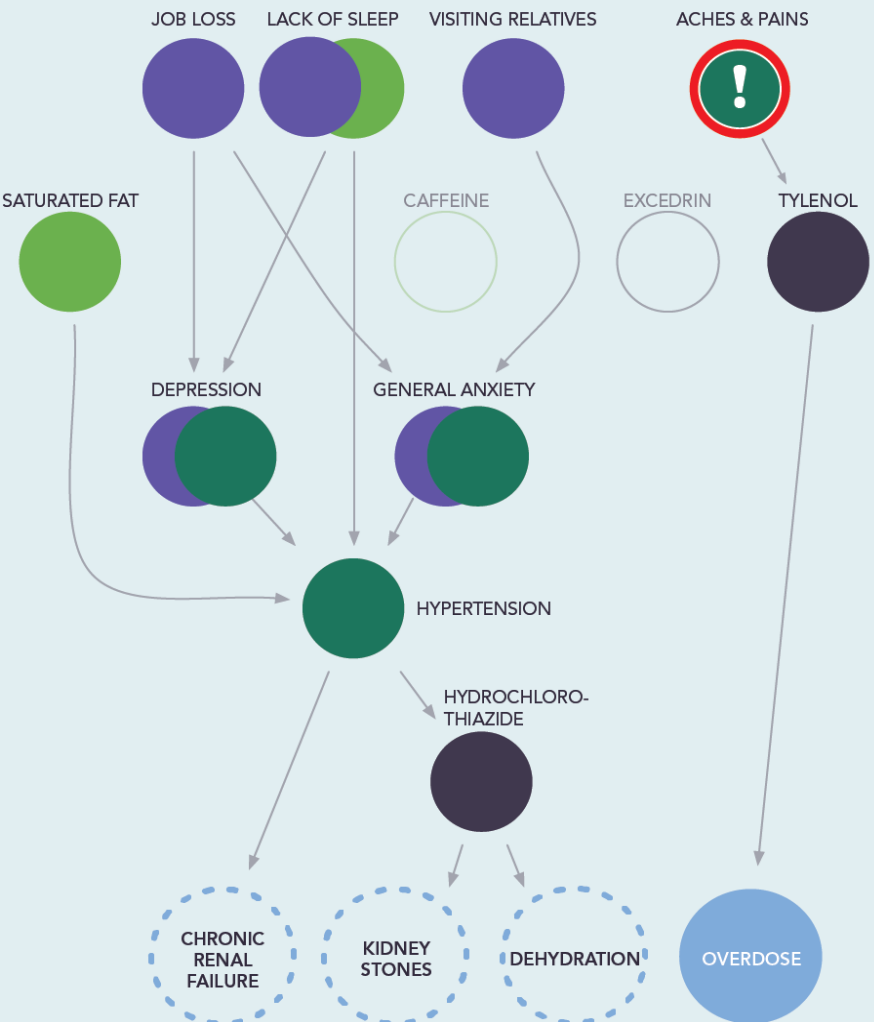 JOB LOSS
LACK OF SLEEP
VISITING RELATIVES
ACHES & PAINS
!
SATURATED FAT
CAFFEINE
EXCEDRIN
TYLENOL
DEPRESSION
GENERAL ANXIETY
HYPERTENSION
HYDROCHLORO-
THIAZIDE
CHRONIC
RENAL
FAILURE
KIDNEY
STONES
DEHYDRATION
OVERDOSE